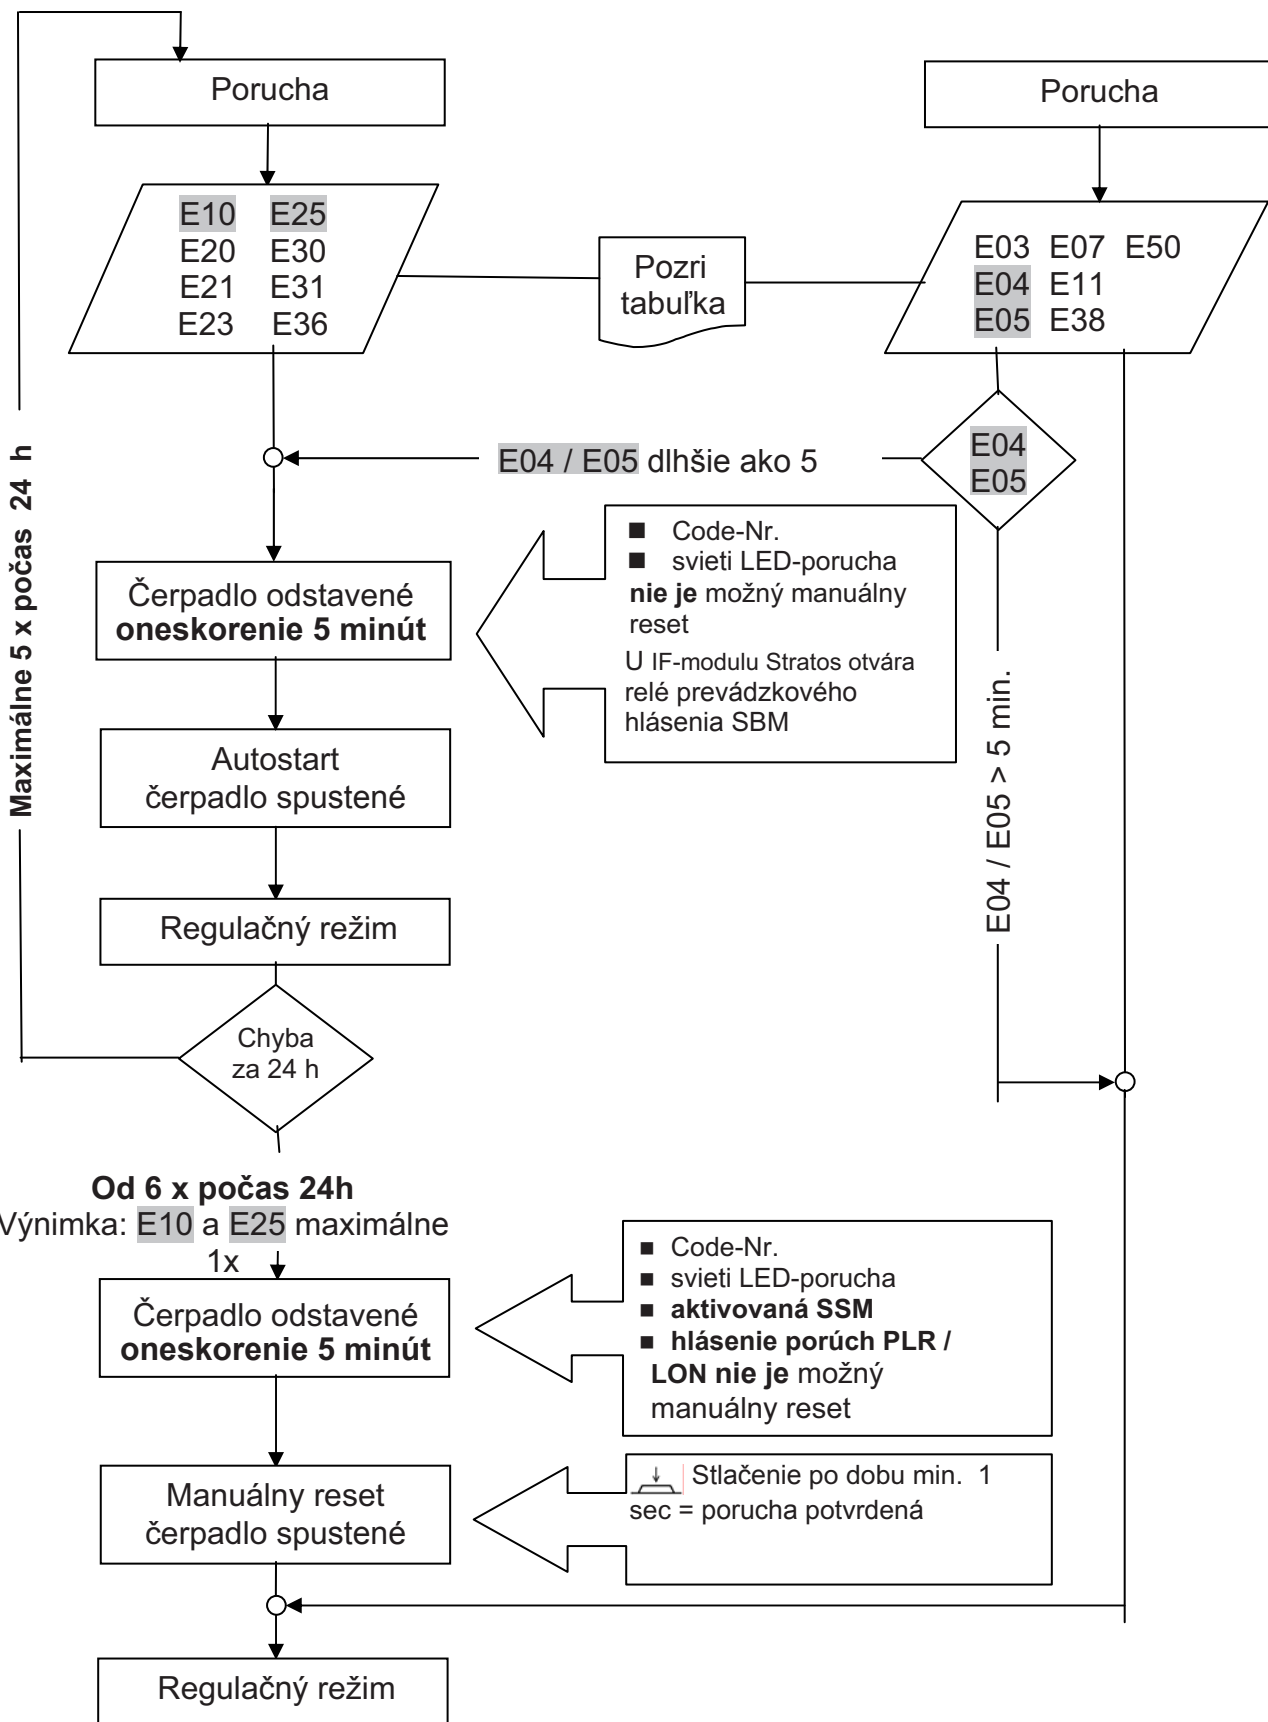 Porucha
E10 E25
E20 E30
E21 E31
E23 E36
Pozri
tabuľka
Porucha
E03 E07 E50
E04 E11
E05 E38
E04
E05
E04 / E05 dlhšie ako 5
Maximálne 5 x počas 24 h
Čerpadlo odstavené
oneskorenie 5 minút
■ Code-Nr.
■ svieti LED-porucha
nie je možný manuálny
reset
U IF-modulu Stratos otvára
relé prevádzkového
hlásenia SBM
E04 / E05 > 5 min.
Autostart
čerpadlo spustené
Regulačný režim
Chyba
za 24 h
Od 6 x počas 24h
Výnimka: E10 a E25 maximálne
1x
Čerpadlo odstavené
oneskorenie 5 minút
■ Code-Nr.
■ svieti LED-porucha
■ aktivovaná SSM
■ hlásenie porúch PLR /
LON nie je možný
manuálny reset
Manuálny reset
čerpadlo spustené
Stlačenie po dobu min. 1
sec = porucha potvrdená
Regulačný režim